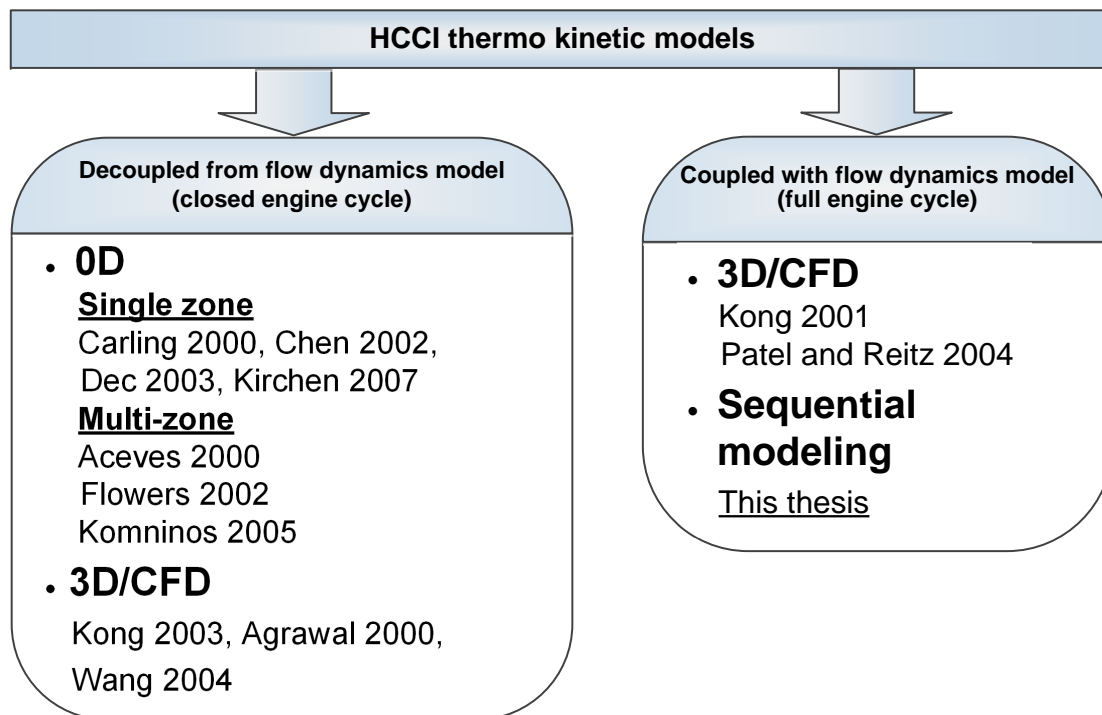 HCCI thermo kinetic models
Decoupled from flow dynamics model
(closed engine cycle)
• 0D
Single zone
Carling 2000, Chen 2002,
Dec 2003, Kirchen 2007
Multi-zone
Aceves 2000
Flowers 2002
Komninos 2005
• 3D/CFD
Kong 2003, Agrawal 2000,
Wang 2004
Coupled with flow dynamics model
(full engine cycle)
• 3D/CFD
Kong 2001
Patel and Reitz 2004
• Sequential
modeling
This thesis